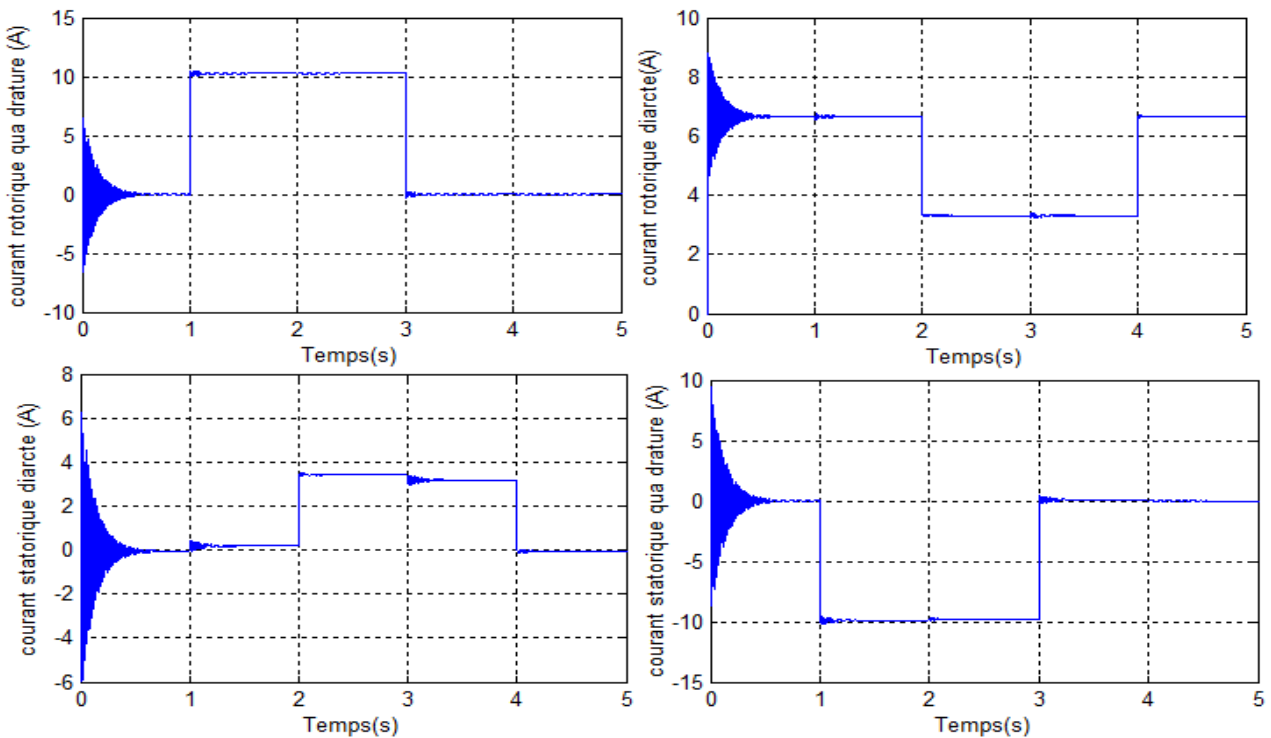 courant rotorique qua drature (A)
15
10
5
0
-5
-10
0 1 2 3 4 5
Temps(s)
courant rotorique diarcte(A)
10
8
6
4
2
0
0 1 2 3 4 5
Temps(s)
courant statorique diarcte (A)
8
6
4
2
0
-2
-4
-6
0 1 2 3 4 5
Temps(s)
courant statorique qua drature (A)
10
5
0
-5
-10
-15
0 1 2 3 4 5
Temps(s)